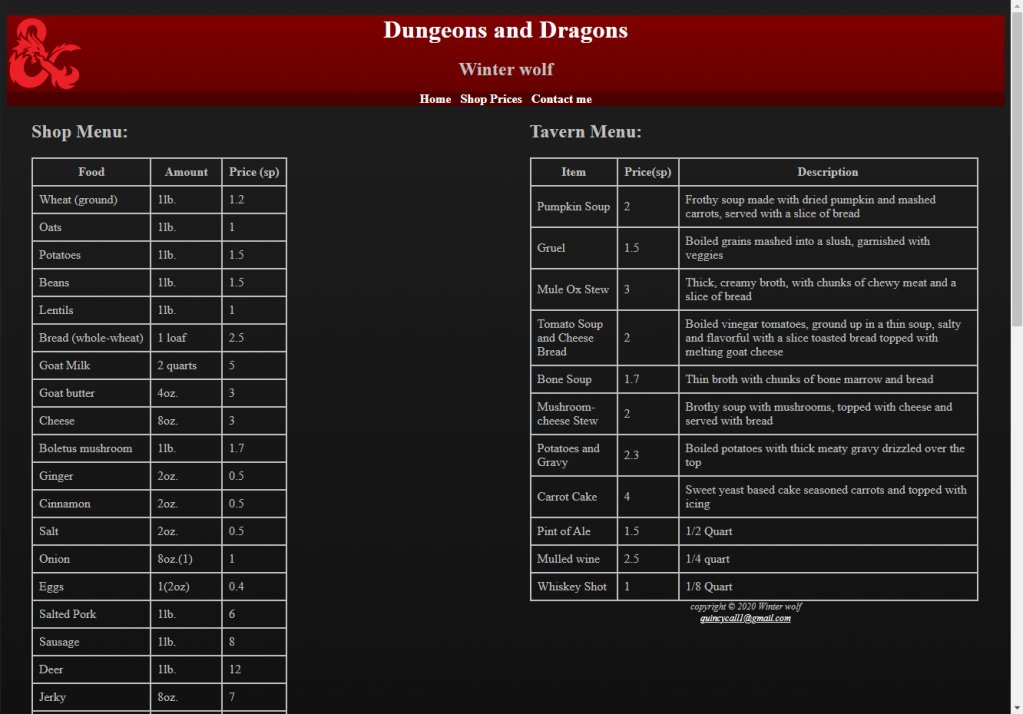 Dungeons and Dragons
Winter wolf
Home Shop Prices Contact me
Shop Menu:
Food Amount Price (sp)
Wheat (ground) 1lb. 1.2
Oats 1lb. 1
Potatoes 1lb. 1.5
Beans 1lb. 1.5
Lentils 1lb. 1
Bread (whole-wheat) 1 loaf 2.5
Goat Milk 2 quarts 5
Goat butter 4oz. 3
Cheese 8oz. 3
Boletus mushroom 1lb. 1.7
Ginger 2oz. 0.5
Cinnamon 2oz. 0.5
Salt 2oz. 0.5
Onion 8oz.(1) 1
Eggs 1(2oz) 0.4
Salted Pork 1lb. 6
Sausage 1lb. 8
Deer 1lb. 12
Jerky 8oz. 7
Tavern Menu:
Item Price(sp) Description
Pumpkin Soup 2 Frothy soup made with dried pumpkin and mashed
carrots, served with a slice of bread
Gruel 1.5 Boiled grains mashed into a slush, garnished with
veggies
Mule Ox Stew 3 Thick, creamy broth, with chunks of chewy meat and a
slice of bread
Tomato Soup
and Cheese
Bread
2
Boiled vinegar tomatoes, ground up in a thin soup, salty
and flavorful with a slice toasted bread topped with
melting goat cheese
Bone Soup 1.7 Thin broth with chunks of bone marrow and bread
Mushroom-
cheese Stew
2
Brothy soup with mushrooms, topped with cheese and
served with bread
Potatoes and
Gravy
2.3
Boiled potatoes with thick meaty gravy drizzled over the
top
Carrot Cake 4 Sweet yeast based cake seasoned carrots and topped with
icing
Pint of Ale 1.5 1/2 Quart
Mulled wine 2.5 1/4 quart
Whiskey Shot 1 1/8 Quart
copyright © 2020 Winter wolf
quincycall1@gmail.com